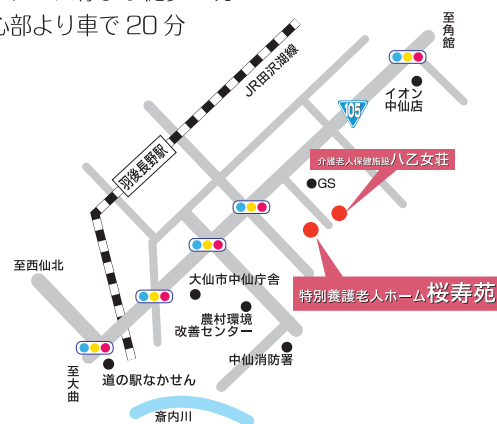 心部より車で20分
至角館
JR田沢湖線
イオン
中仙店
105
羽後長野駅
介護老人保健施設八乙女荘
GS
至西仙北
大仙市中仙庁舎
特別養護老人ホーム桜寿苑
農村環境
改善センター
中仙消防署
至大曲
道の駅なかせん
斎内川